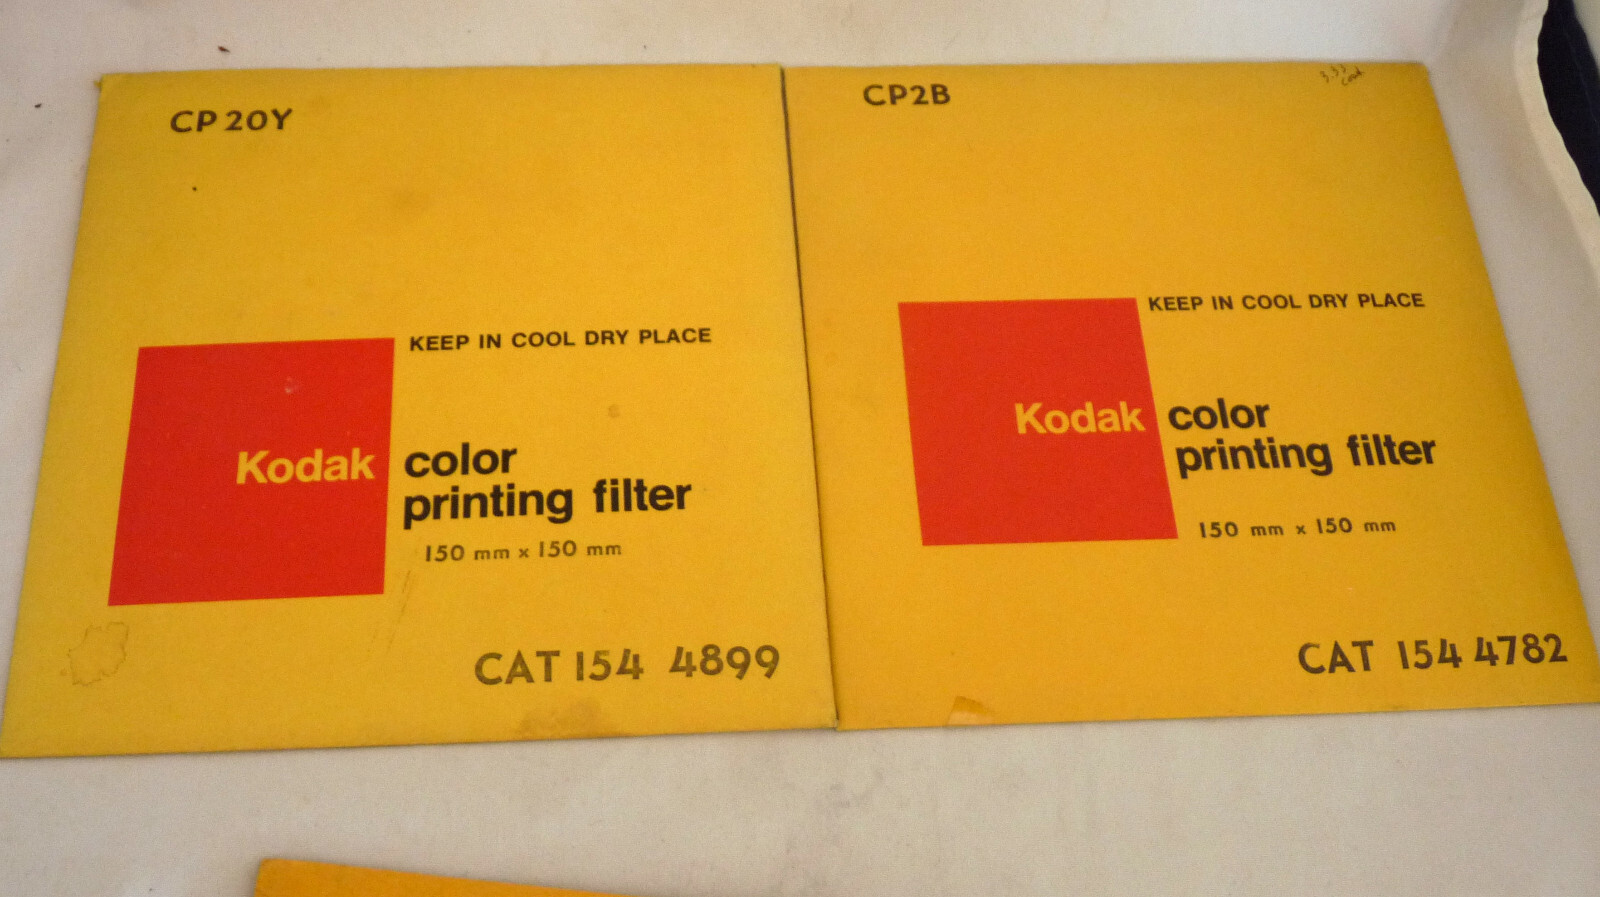 CP 20Y
KEEP IN COOL DRY PLACE
Kodak color
printing filter
150 mm x 150 mm
CAT 154 4899
CP2B
KEEP IN COOL DRY PLACE
Kodak color
printing filter
150 mm x 150 mm
CAT 154 4782